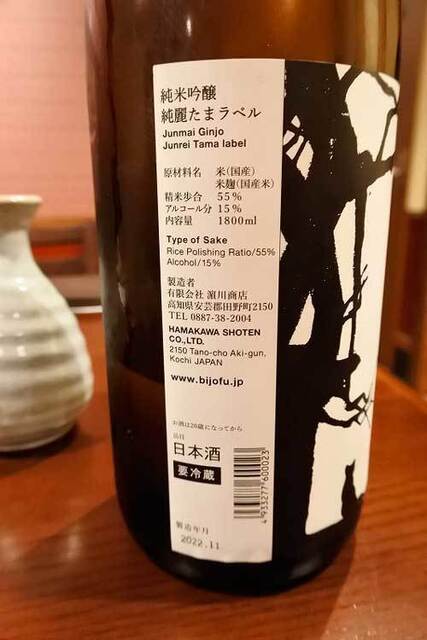 純米吟醸
純麗たまラベル
Junmai Ginjo
Junrei Tama label
原材料名 米(国産)
米麹(国産米)
精米歩合 55%
アルコール分 15%
内容量 1800ml
Type of Sake
Rice Polishing Ratio/55%
Alcohol/15%
製造者
有限会社 濵川商店
高知県安芸郡田野町2150
TEL 0887-38-2004
HAMAKAWA SHOTEN
CO.,LTD.
2150 Tano-cho Aki-gun,
Kochi JAPAN
www.bijofu.jp
お酒は20歳になってから
品目
日本酒
要冷蔵
4933277600023
製造年月
2022.11